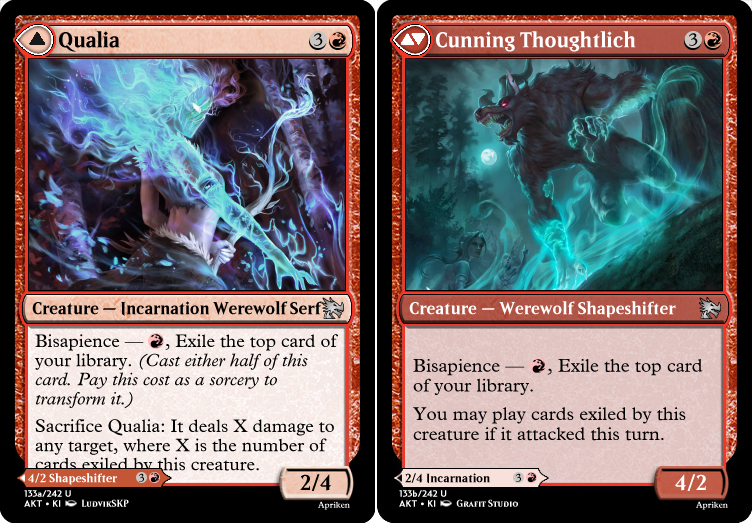 Qualia 3
Creature — Incarnation Werewolf Serf
Bisapience — , Exile the top card of
your library. (Cast either half of this
card. Pay this cost as a sorcery to
transform it.)
Sacrifice Qualia: It deals X damage to
any target, where X is the number of
cards exiled by this creature.
4/2 Shapeshifter 3
2/4
133a/242 U
AKT • KI LudvikSKP
Apriken
Cunning Thoughtlich 3
Creature — Werewolf Shapeshifter
Bisapience — , Exile the top card
of your library.
You may play cards exiled by this
creature if it attacked this turn.
2/4 Incarnation 3
4/2
133b/242 U
AKT • KI Grafit Studio
Apriken